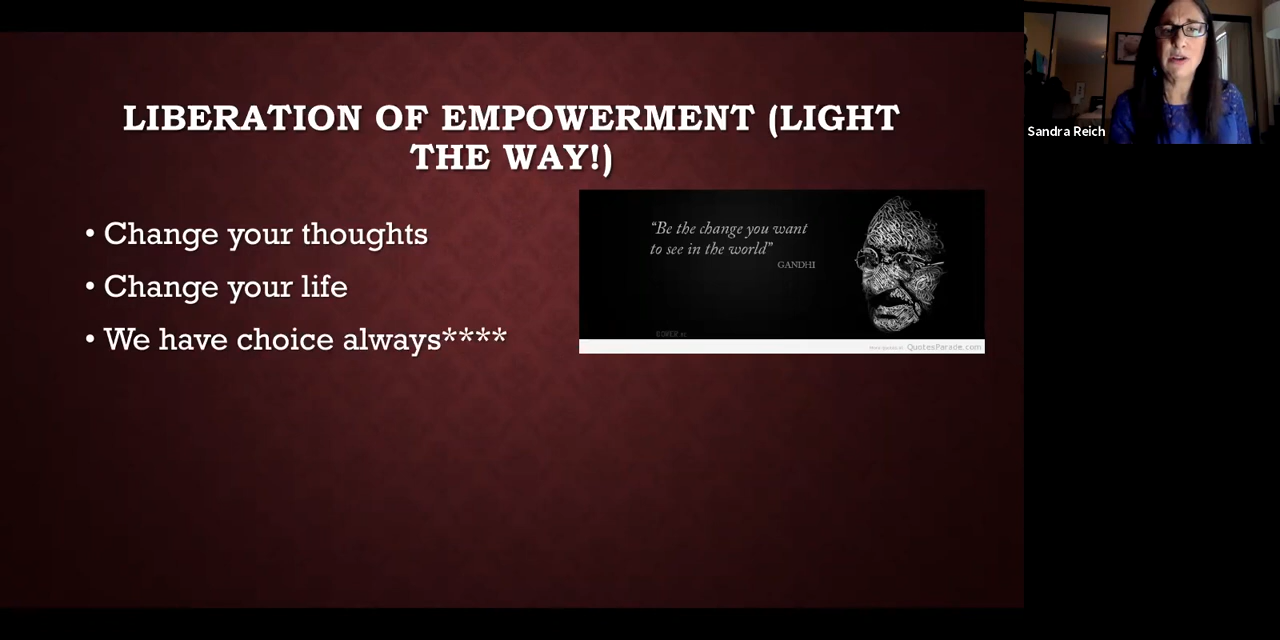 LIBERATION OF EMPOWERMENT (LIGHT
THE WAY!)
• Change your thoughts
• Change your life
• We have choice always****
“Be the change you want
to see in the world”
GANDHI
QuotesParade.com
Sandra Reich